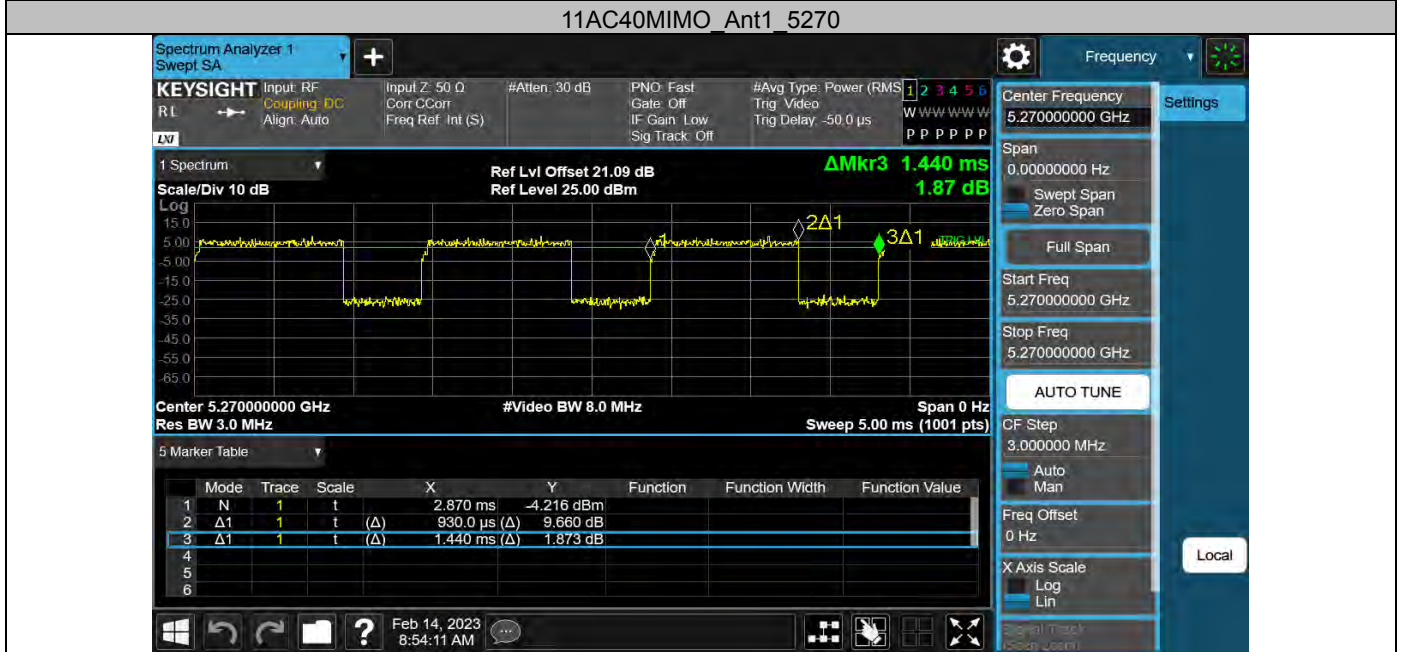 11AC40MIMO_Ant1_5270
Spectrum Analyzer 1
Swept SA
+
Frequency
KEYSIGHT
RL
LXI
Input: RF
Coupling: DC
Align: Auto
Input Z: 50 Ω
Corr CCorr
Freq Ref: Int (S)
#Atten: 30 dB
PNO: Fast
Gate: Off
IF Gain: Low
Sig Track: Off
#Avg Type: Power (RMS
Trig: Video
Trig Delay: -50.0 µs
1 2 3 4 5 6
W W W W W W
P P P P P P
Center Frequency
5.270000000 GHz
Settings
1 Spectrum
Scale/Div 10 dB
Ref Lvl Offset 21.09 dB
Ref Level 25.00 dBm
ΔMkr3 1.440 ms
1.87 dB
Log
15.0
5.00
-5.00
-15.0
-25.0
-35.0
-45.0
-55.0
-65.0
1
2Δ1
3Δ1
TRIG LVL
Center 5.270000000 GHz
Res BW 3.0 MHz
#Video BW 8.0 MHz
Span 0 Hz
Sweep 5.00 ms (1001 pts)
Span
0.00000000 Hz
Swept Span
Zero Span
Full Span
Start Freq
5.270000000 GHz
Stop Freq
5.270000000 GHz
AUTO TUNE
CF Step
3.000000 MHz
Auto
Man
Freq Offset
0 Hz
X Axis Scale
Log
Lin
Local
5 Marker Table
Mode Trace Scale X Y Function Function Width Function Value
1 N 1 t 2.870 ms -4.216 dBm
2 Δ1 1 t (Δ) 930.0 µs (Δ) 9.660 dB
3 Δ1 1 t (Δ) 1.440 ms (Δ) 1.873 dB
4
5
6
?
Feb 14, 2023
8:54:11 AM